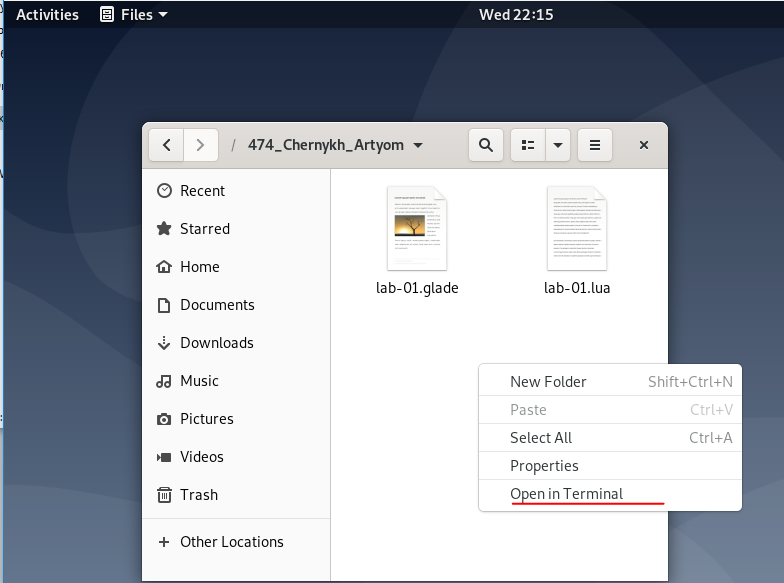 Activities Files Wed 22:15
/ 474_Chernykh_Artyom
Recent
Starred
Home
Documents
Downloads
Music
Pictures
Videos
Trash
+ Other Locations
lab-01.glade lab-01.lua
New Folder Shift+Ctrl+N
Paste Ctrl+V
Select All Ctrl+A
Properties
Open in Terminal